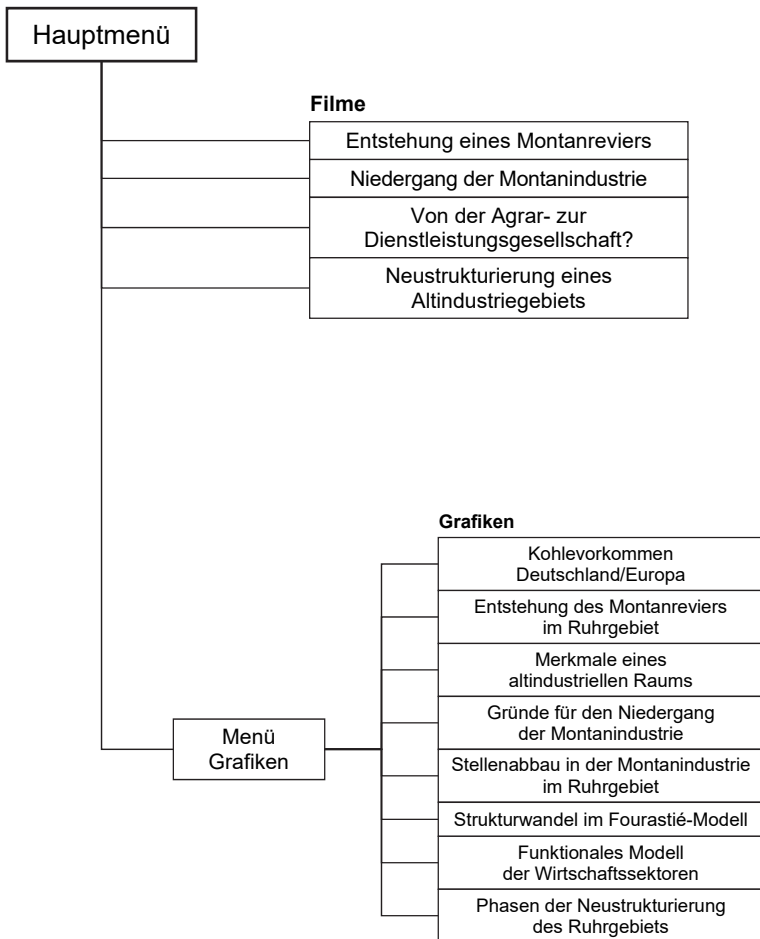 Hauptmenü
Filme
Entstehung eines Montanreviers
Niedergang der Montanindustrie
Von der Agrar- zur
Dienstleistungsgesellschaft?
Neustrukturierung eines
Altindustriegebiets
Grafiken
Kohlevorkommen
Deutschland/Europa
Entstehung des Montanreviers
im Ruhrgebiet
Merkmale eines
altindustriellen Raums
Gründe für den Niedergang
der Montanindustrie
Menü
Grafiken
Stellenabbau in der Montanindustrie
im Ruhrgebiet
Strukturwandel im Fourastié-Modell
Funktionales Modell
der Wirtschaftssektoren
Phasen der Neustrukturierung
des Ruhrgebiets